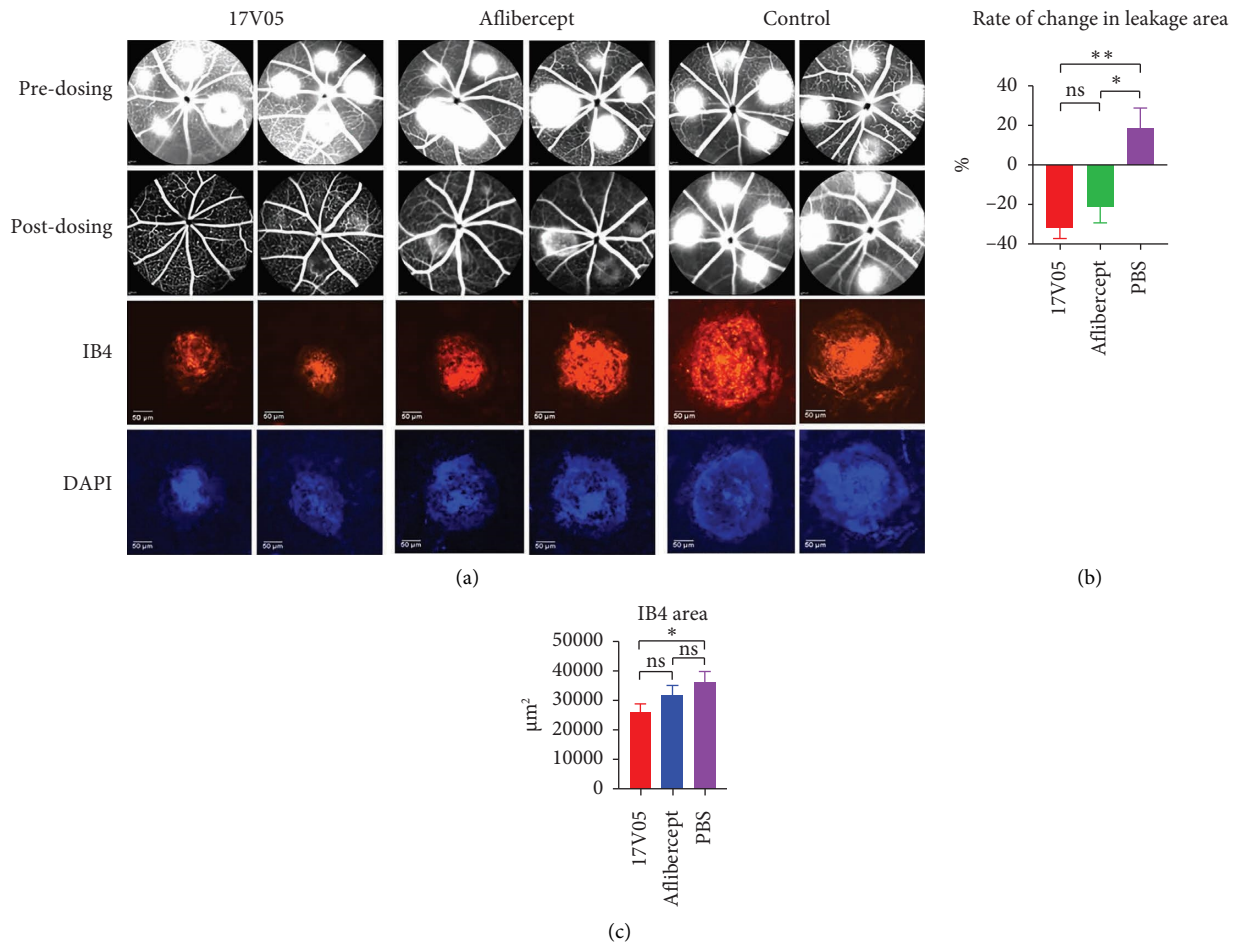 17V05 Aflibercept Control
Pre-dosing
Post-dosing
IB4
50 µm 50 µm 50 µm 50 µm 50 µm 50 µm
DAPI
50 µm 50 µm 50 µm 50 µm 50 µm 50 µm
(a)
Rate of change in leakage area
**
ns *
40
20
0
−20
−40
%
17V05
Aflibercept
PBS
(b)
IB4 area
*
ns ns
50000
40000
30000
20000
10000
0
µm²
17V05
Aflibercept
PBS
(c)